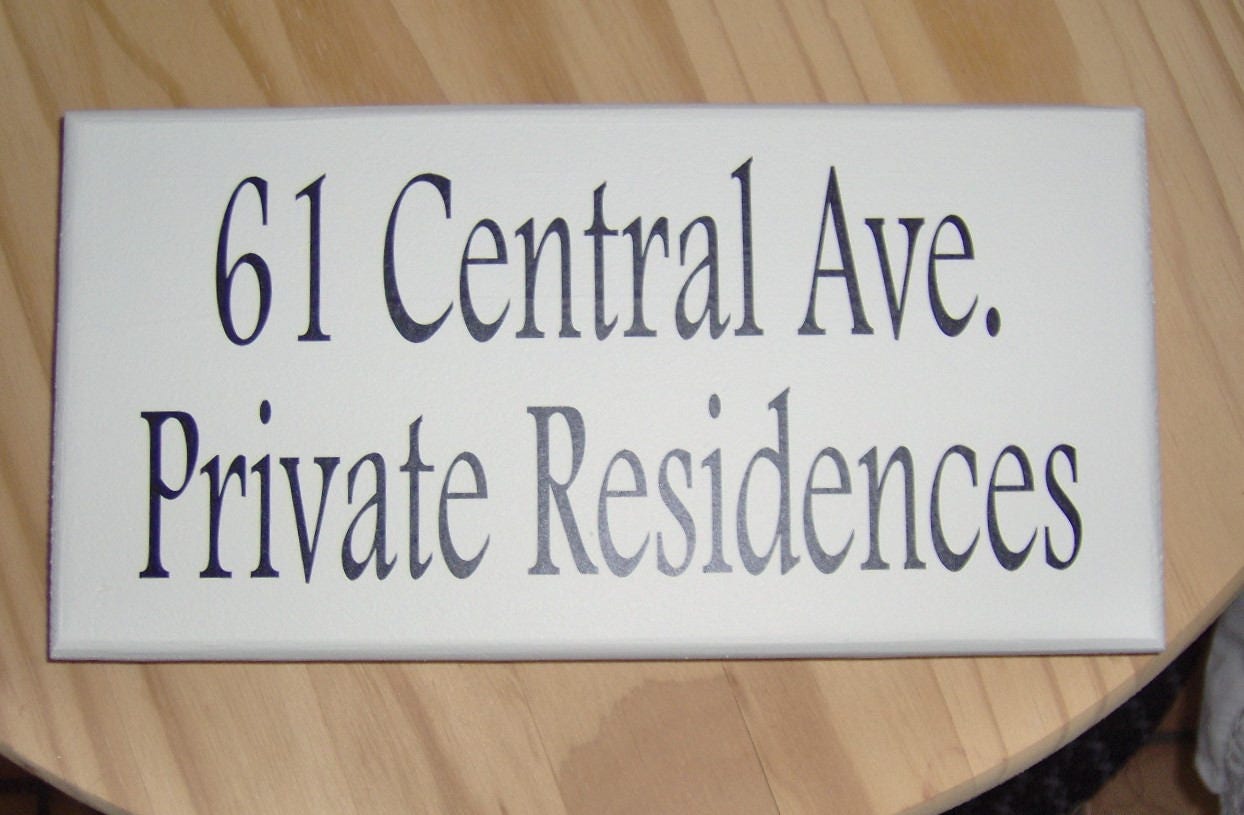 61 Central Ave.
Private Residences